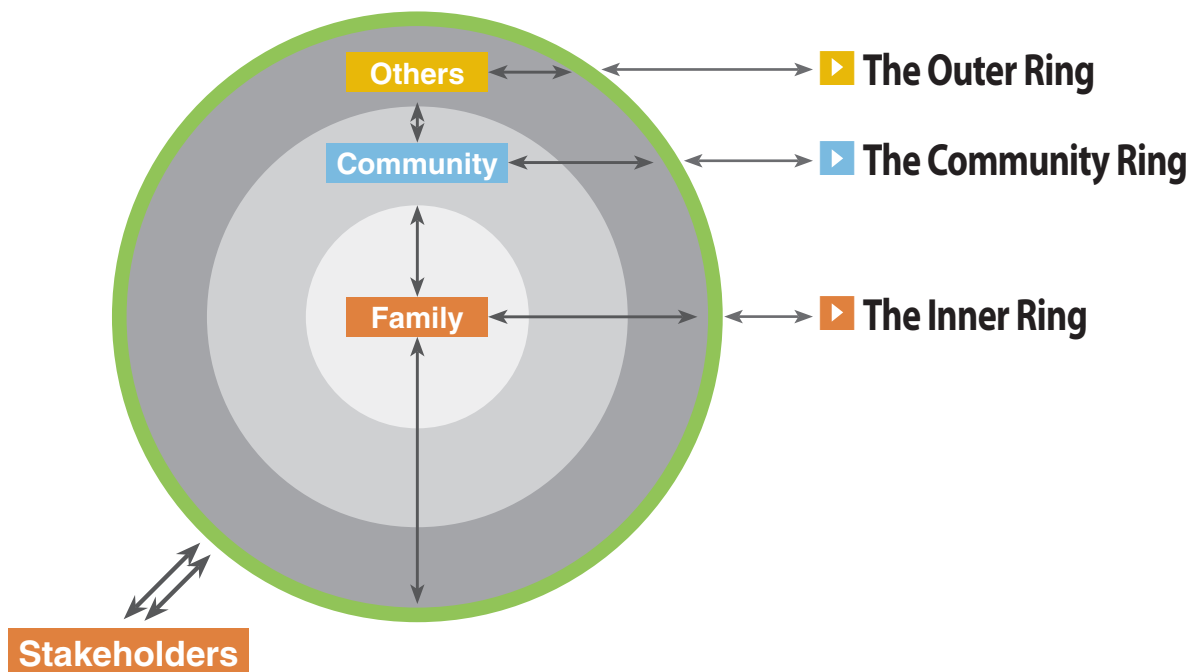 Others
The Outer Ring
Community
The Community Ring
Family
The Inner Ring
Stakeholders